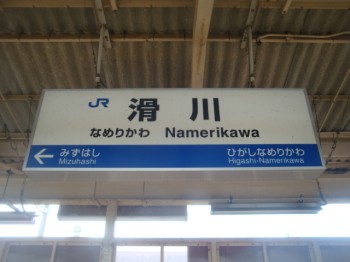 JR 滑川
なめりかわ Namerikawa
← みずはし ひがしなめりかわ
Mizuhashi Higashi-Namerikawa